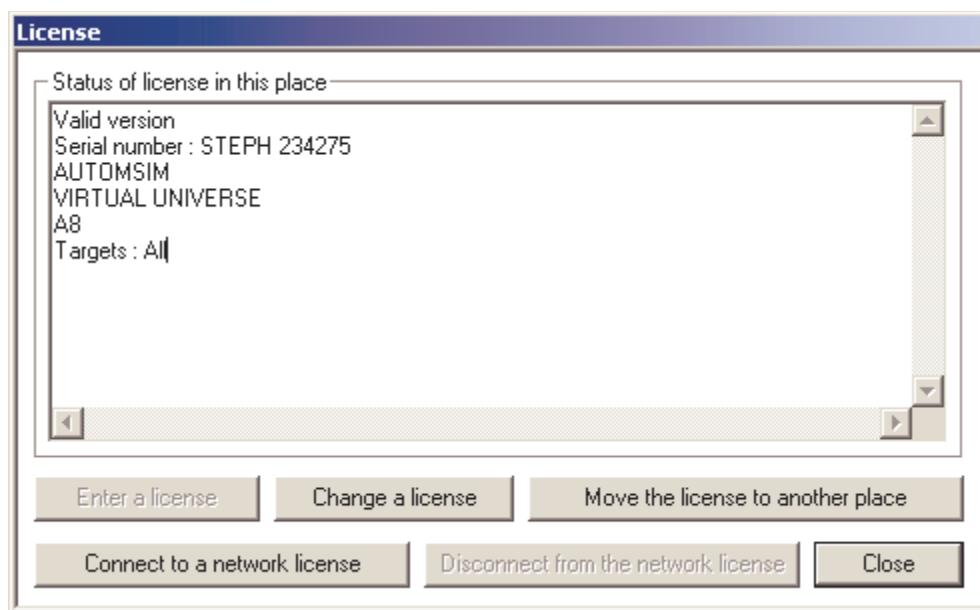 License
Status of license in this place
Valid version
Serial number : STEPH 234275
AUTOMSIM
VIRTUAL UNIVERSE
A8
Targets : All
Enter a license Change a license Move the license to another place
Connect to a network license Disconnect from the network license Close